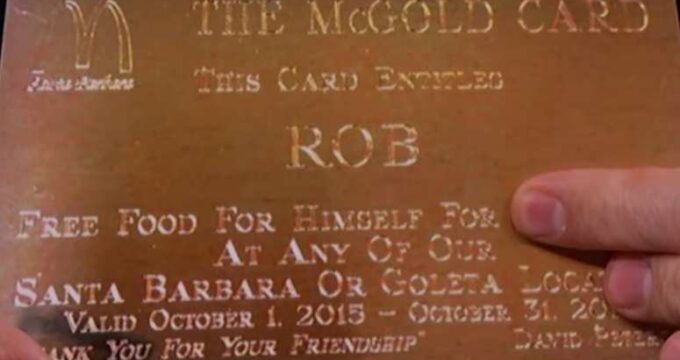 THE McGOLD CARD
THIS CARD ENTITLES
ROB
FREE FOOD FOR HIMSELF FOR
AT ANY OF OUR
SANTA BARBARA OR GOLETA
VALID OCTOBER 1, 2015 - OCTOBER 31,
YOU FOR YOUR FRIENDSHIP"
DAVID